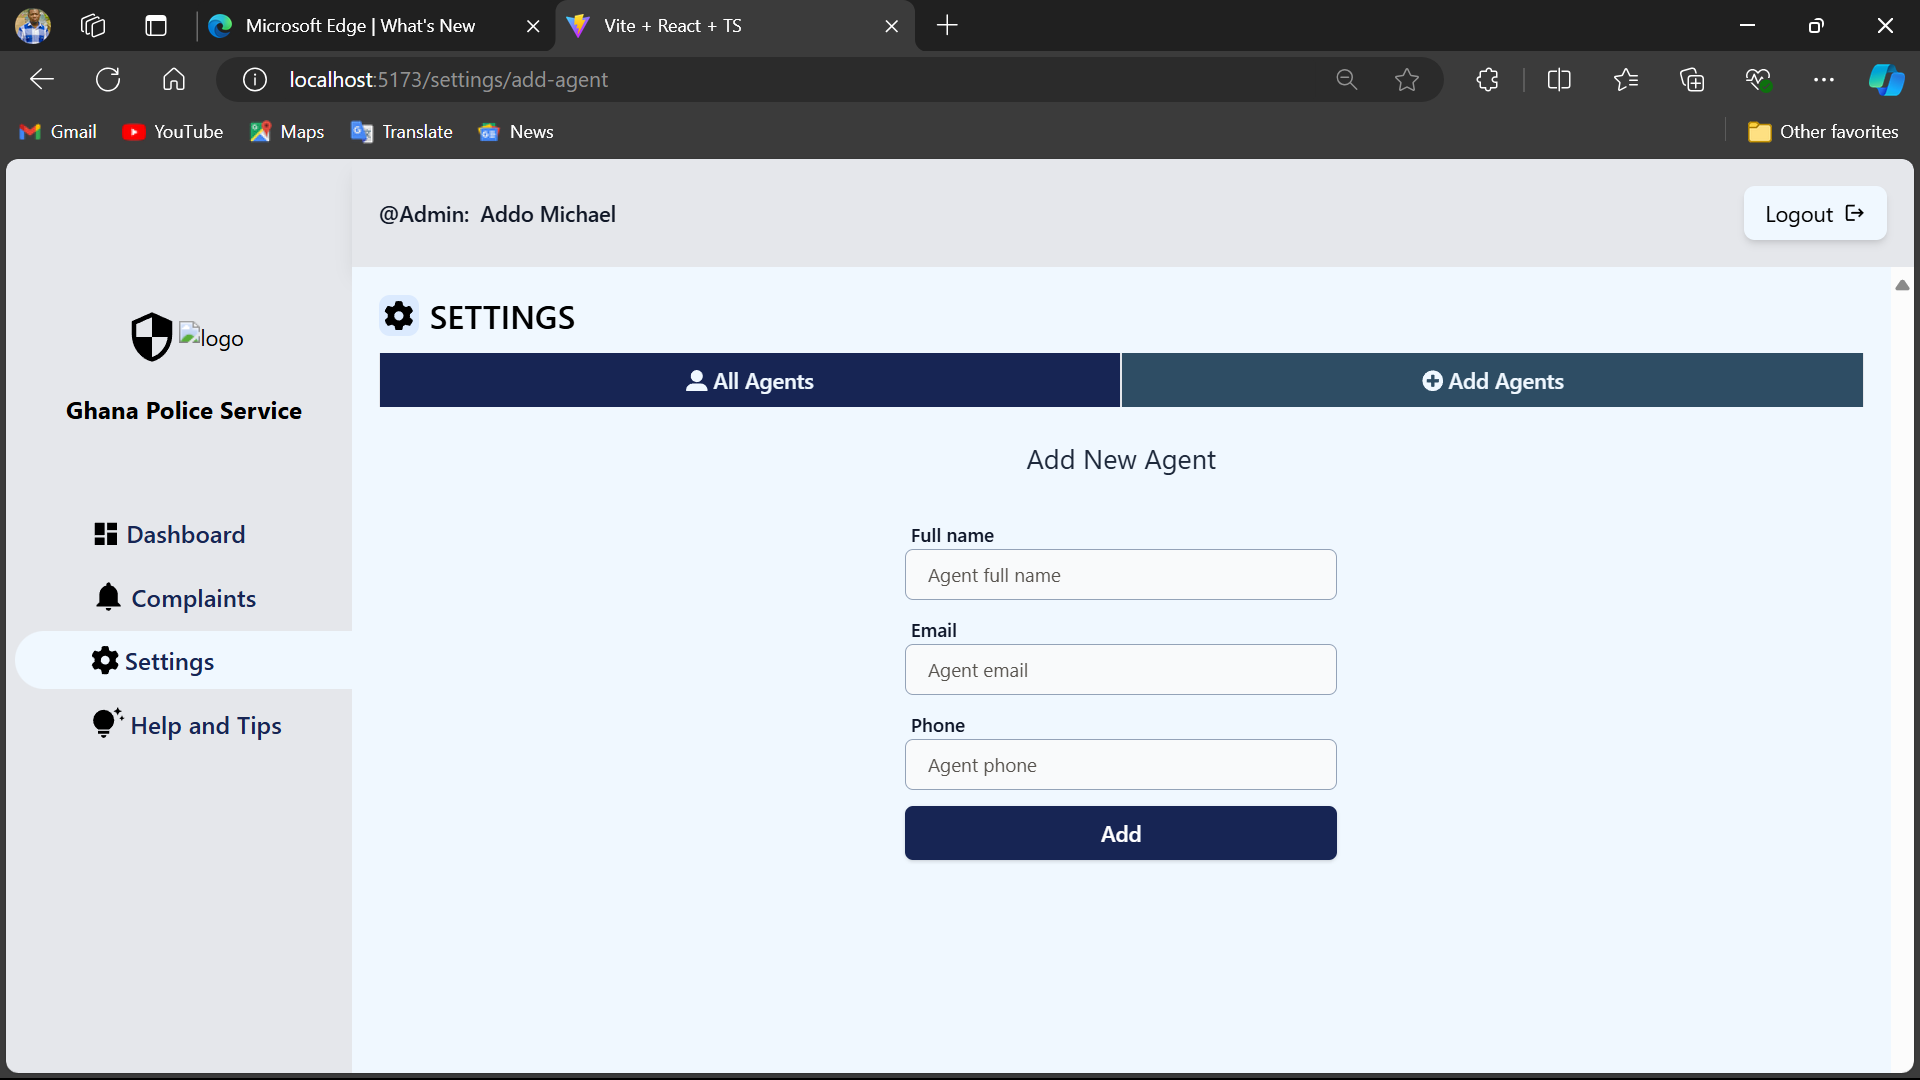 Microsoft Edge | What's New
Vite + React + TS
localhost:5173/settings/add-agent
Gmail
YouTube
Maps
Translate
News
Other favorites
@Admin: Addo Michael
Logout
logo
Ghana Police Service
Dashboard
Complaints
Settings
Help and Tips
SETTINGS
All Agents
Add Agents
Add New Agent
Full name
Agent full name
Email
Agent email
Phone
Agent phone
Add